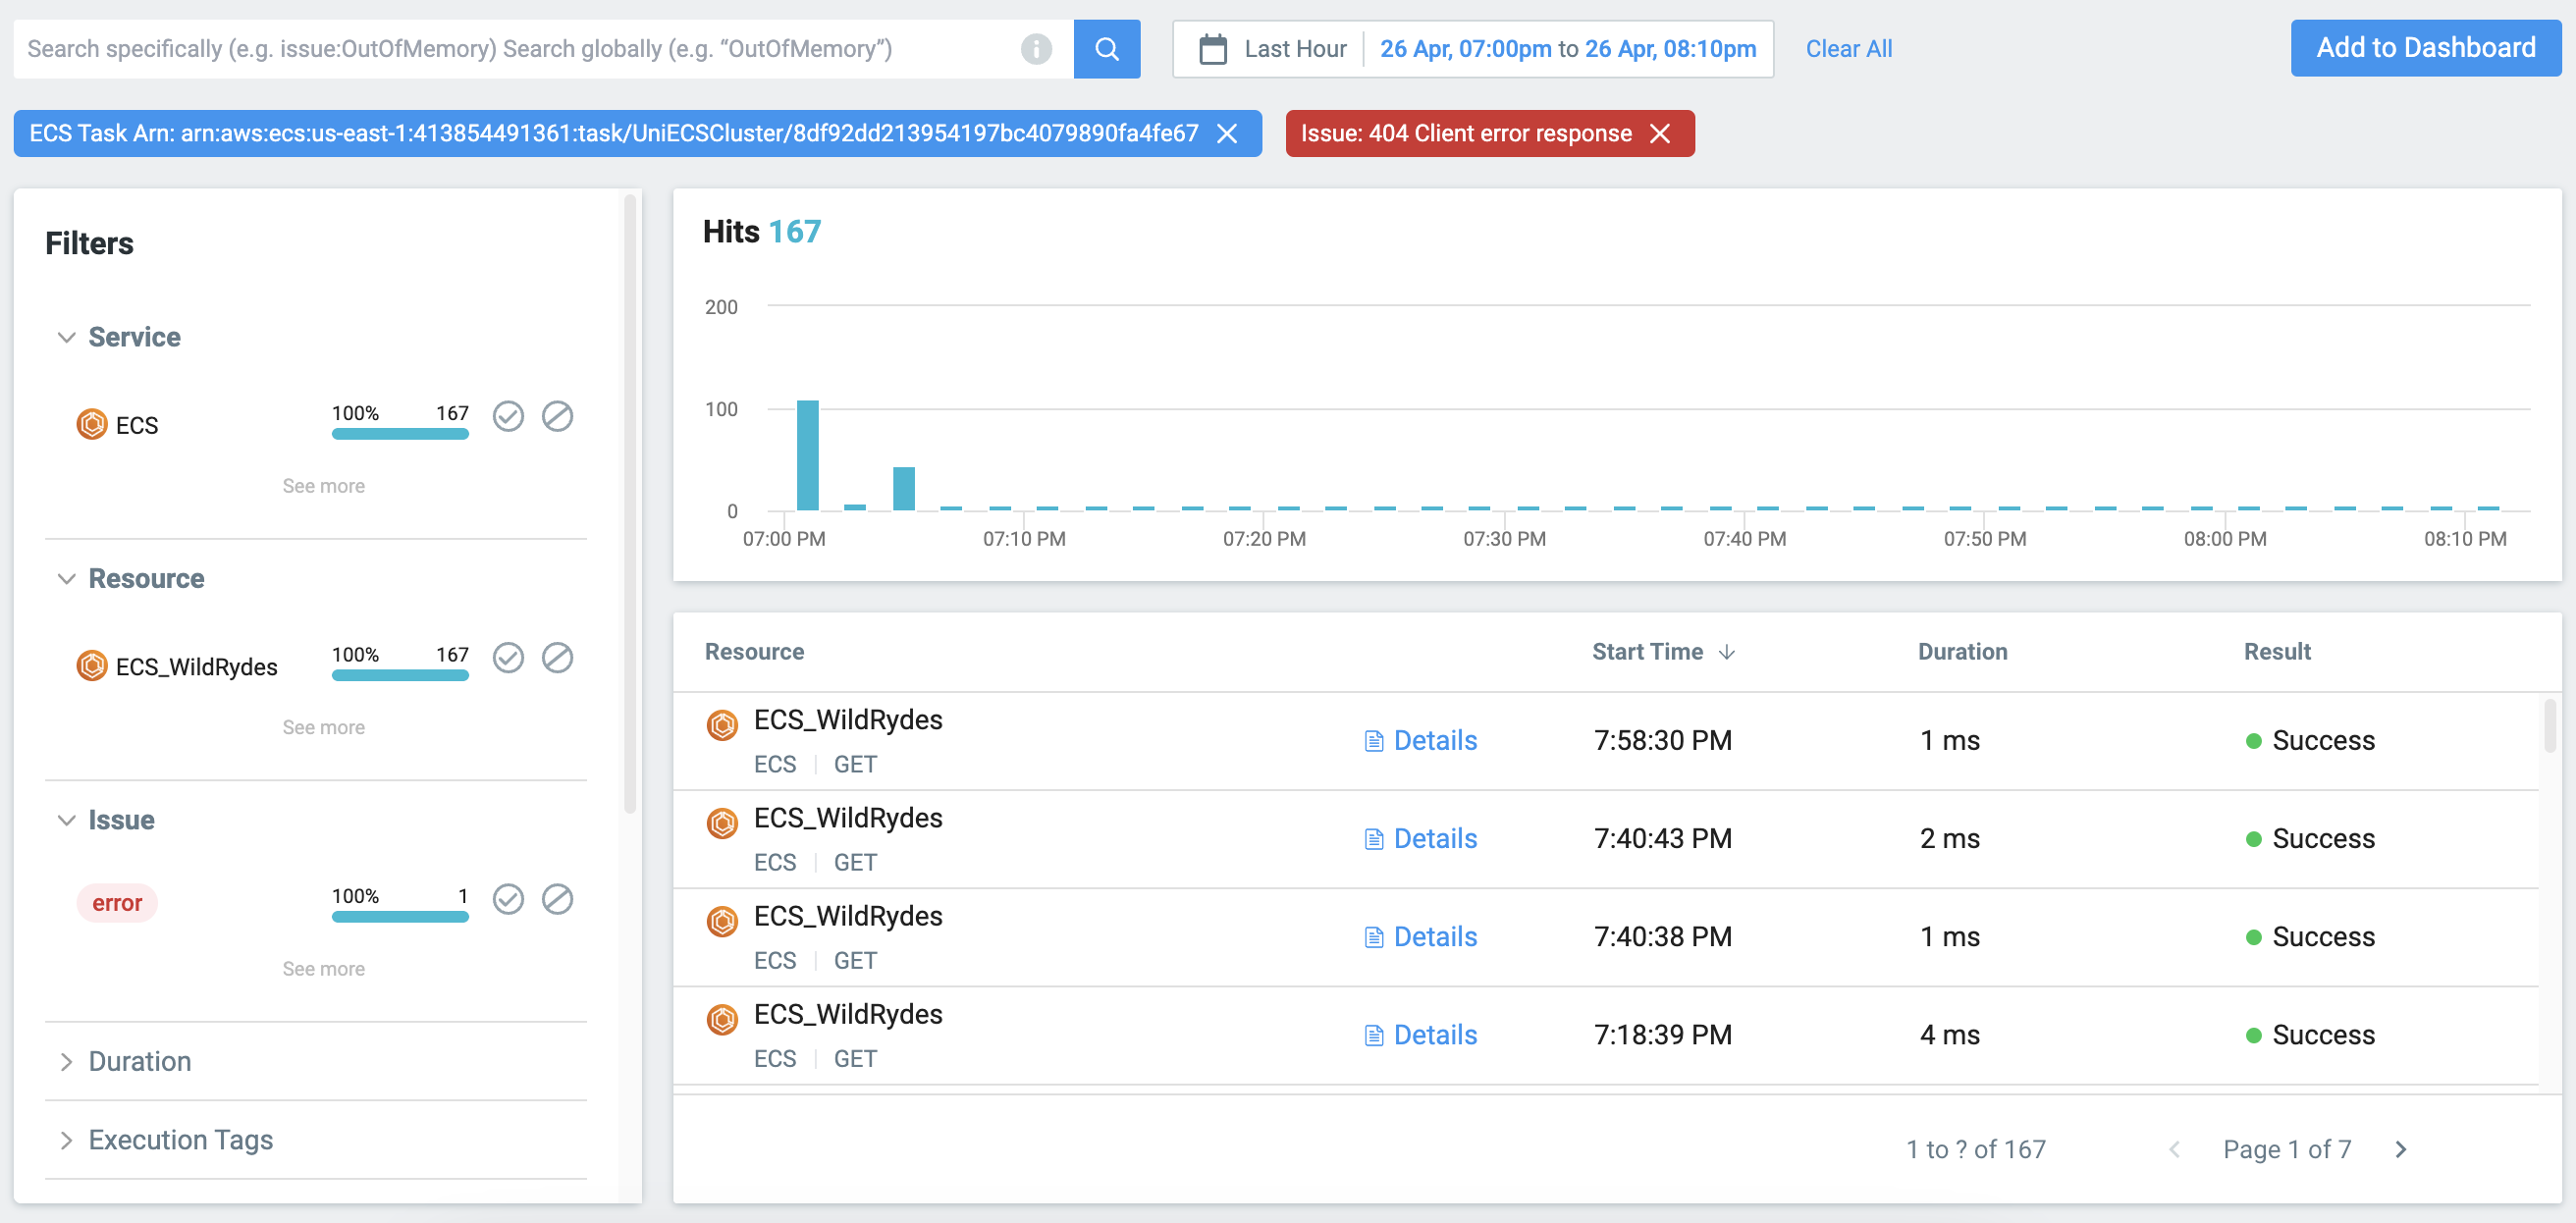 Search specifically (e.g. issue:OutOfMemory) Search globally (e.g. “OutOfMemory”)
Last Hour 26 Apr, 07:00pm to 26 Apr, 08:10pm
Clear All
Add to Dashboard
ECS Task Arn: arn:aws:ecs:us-east-1:413854491361:task/UniECSCluster/8df92dd213954197bc4079890fa4fe67
Issue: 404 Client error response
Filters
Service
ECS 100% 167
See more
Resource
ECS_WildRydes 100% 167
See more
Issue
error 100% 1
See more
Duration
Execution Tags
Hits 167
200
100
0
07:00 PM 07:10 PM 07:20 PM 07:30 PM 07:40 PM 07:50 PM 08:00 PM 08:10 PM
Resource Start Time Duration Result
ECS_WildRydes
ECS GET
Details 7:58:30 PM 1 ms Success
ECS_WildRydes
ECS GET
Details 7:40:43 PM 2 ms Success
ECS_WildRydes
ECS GET
Details 7:40:38 PM 1 ms Success
ECS_WildRydes
ECS GET
Details 7:18:39 PM 4 ms Success
1 to ? of 167 Page 1 of 7